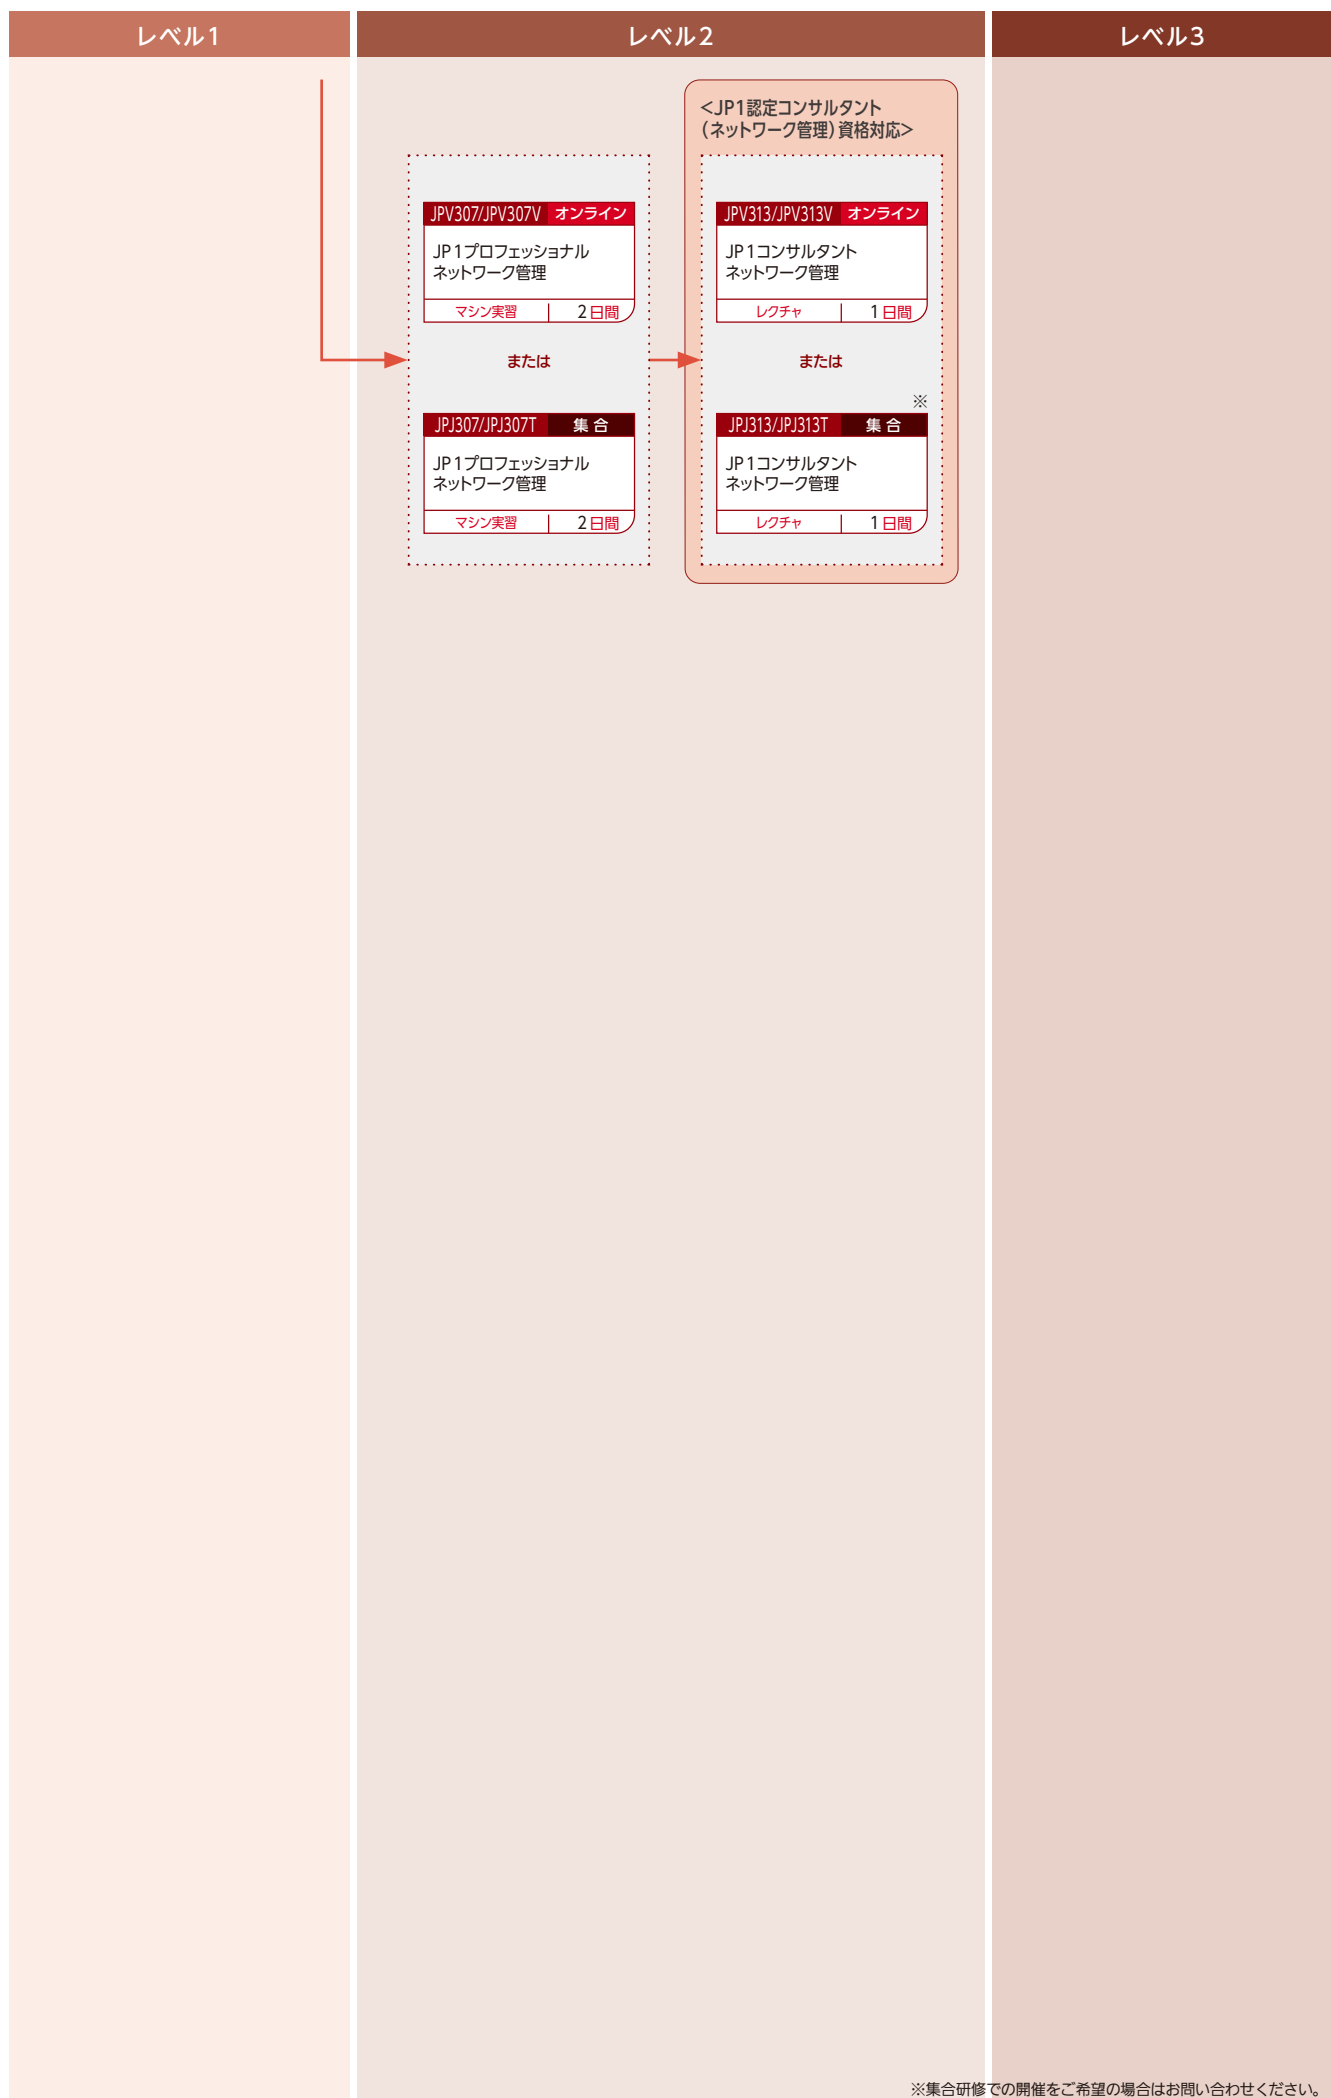 レベル1
レベル2
レベル3
<JP1認定コンサルタント
(ネットワーク管理)資格対応>
JPV307/JPV307V オンライン
JP1プロフェッショナル
ネットワーク管理
マシン実習 2日間
または
JPJ307/JPJ307T 集合
JP1プロフェッショナル
ネットワーク管理
マシン実習 2日間
JPV313/JPV313V オンライン
JP1コンサルタント
ネットワーク管理
レクチャ 1日間
または
※
JPJ313/JPJ313T 集合
JP1コンサルタント
ネットワーク管理
レクチャ 1日間
※集合研修での開催をご希望の場合はお問い合わせください。